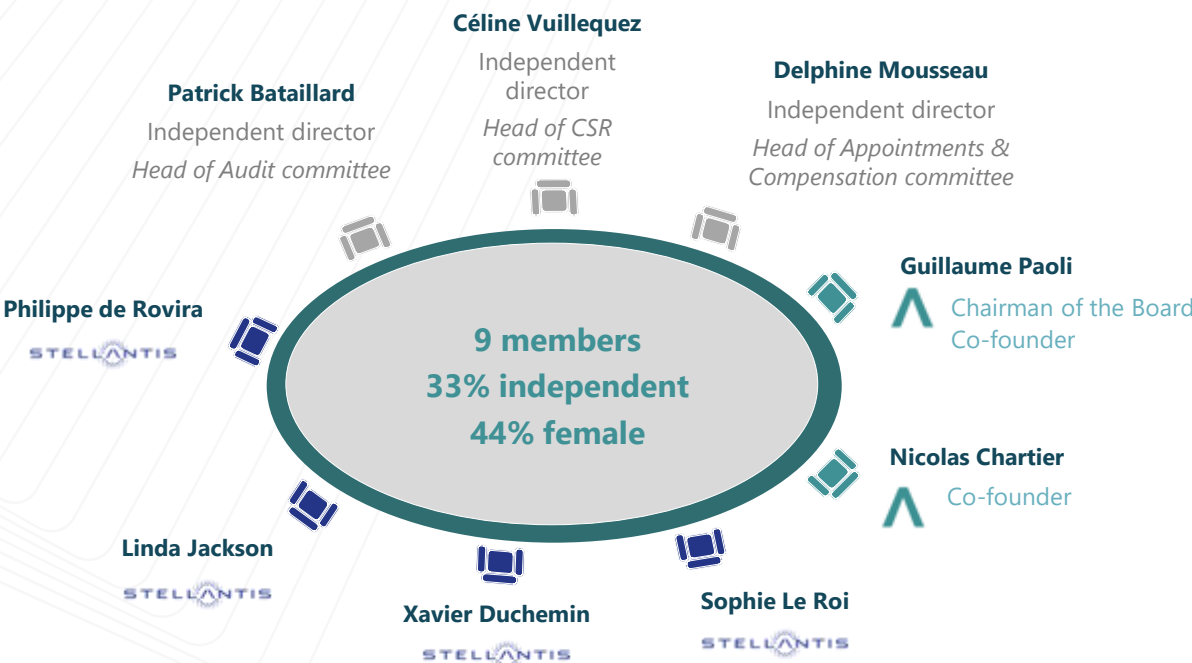 Céline Vuillequez
Independent
director
Head of CSR
committee
Patrick Bataillard
Independent director
Head of Audit committee
Delphine Mousseau
Independent director
Head of Appointments &
Compensation committee
Guillaume Paoli
Chairman of the Board
Co-founder
Philippe de Rovira
STELLANTIS
9 members
33% independent
44% female
Nicolas Chartier
Co-founder
Linda Jackson
STELLANTIS
Xavier Duchemin
STELLANTIS
Sophie Le Roi
STELLANTIS